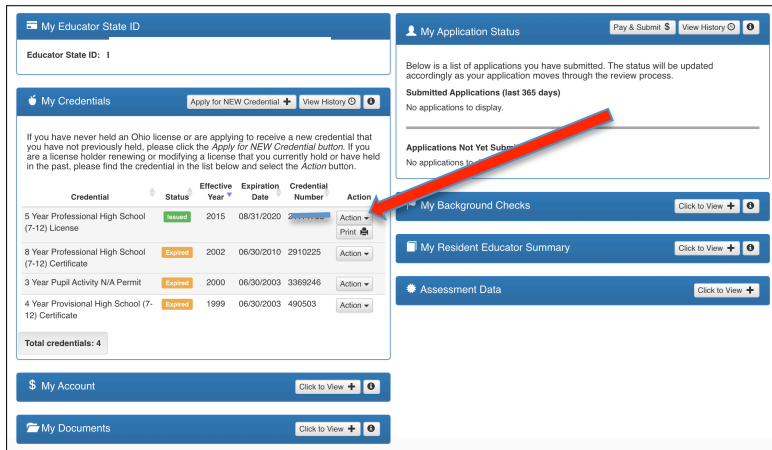 My Educator State ID
Educator State ID:
My Credentials
Apply for NEW Credential
View History
If you have never held an Ohio license or are applying to receive a new credential that
you have not previously held, please click the Apply for NEW Credential button. If you
are a license holder renewing or modifying a license that you currently hold or have held
in the past, please find the credential in the list below and select the Action button.
Credential Status Effective Year Expiration Date Credential Number Action
5 Year Professional High School Issued 2015 08/31/2020 Action
(7-12) License Print
8 Year Professional High School Expired 2002 06/30/2010 2910225 Action
(7-12) Certificate
3 Year Pupil Activity N/A Permit Expired 2000 06/30/2003 3369246 Action
4 Year Provisional High School (7- Expired 1999 06/30/2003 490503 Action
12) Certificate
Total credentials: 4
$ My Account
Click to View +
My Documents
Click to View +
My Application Status
Pay & Submit $
View History
Below is a list of applications you have submitted. The status will be updated
accordingly as your application moves through the review process.
Submitted Applications (last 365 days)
No applications to display.
Applications Not Yet
No applications to
My Background Checks
Click to View +
My Resident Educator Summary
Click to View +
Assessment Data
Click to View +